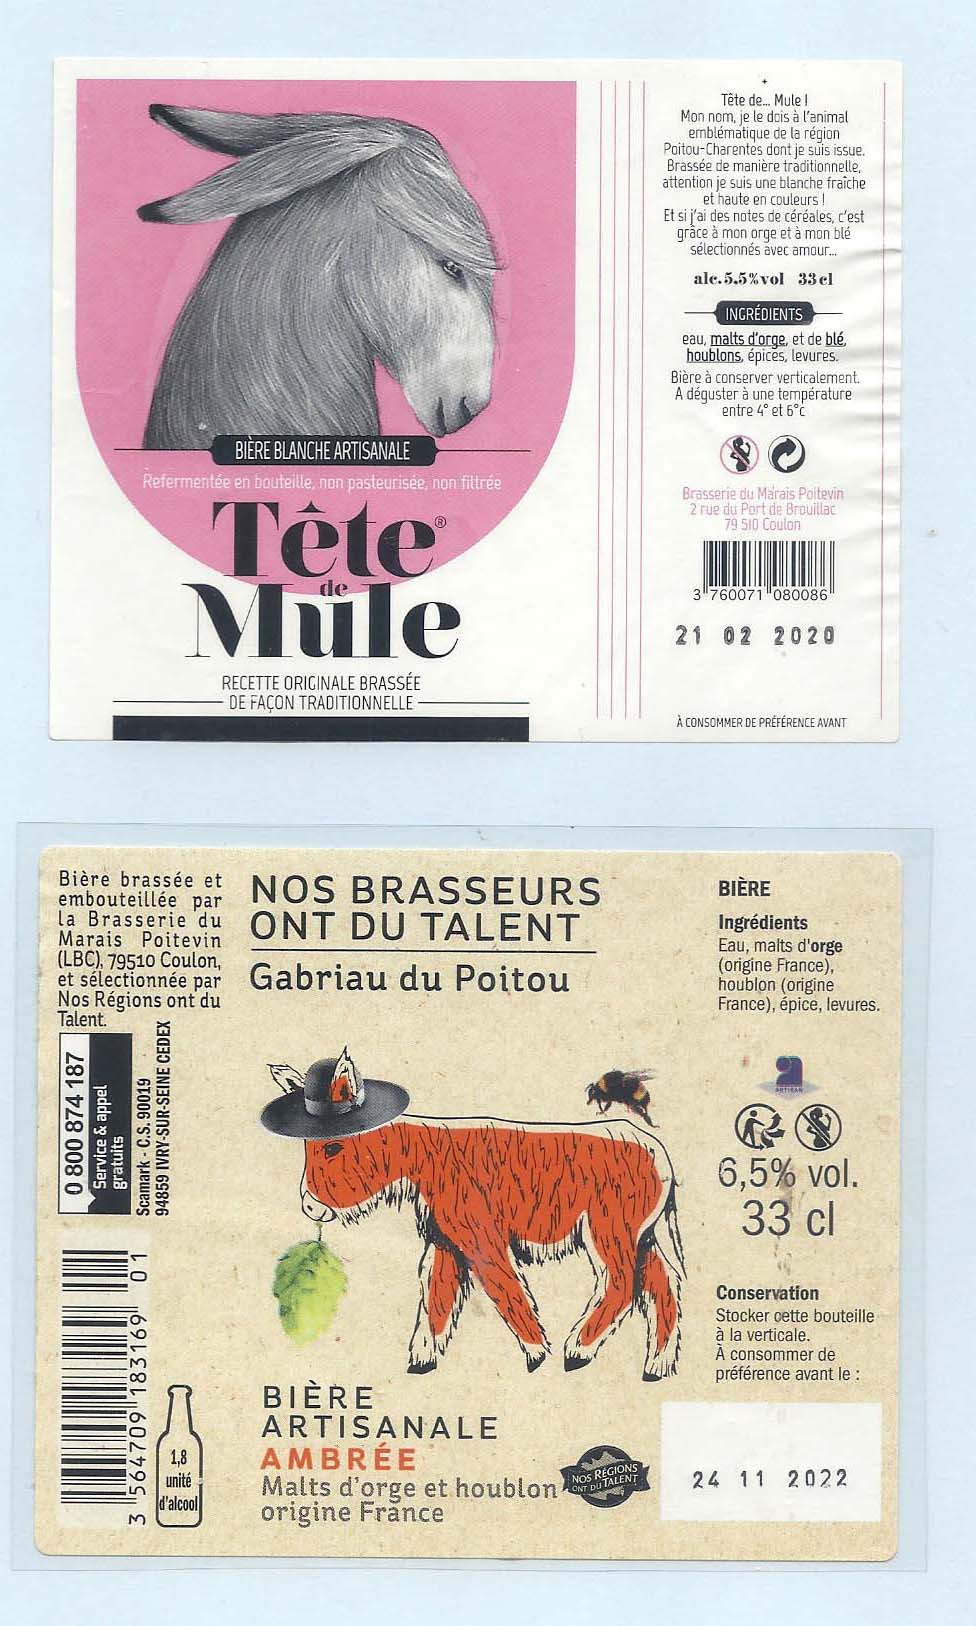 BIÈRE BLANCHE ARTISANALE
Refermentée en bouteille, non pasteurisée, non filtrée
Tête®
de
Mule
RECETTE ORIGINALE BRASSÉE
DE FAÇON TRADITIONNELLE
Tête de... Mule !
Mon nom, je le dois à l'animal
emblématique de la région
Poitou-Charentes dont je suis issue.
Brassée de manière traditionnelle,
attention je suis une blanche fraîche
et haute en couleurs !
Et si j'ai des notes de céréales, c'est
grâce à mon orge et à mon blé
sélectionnés avec amour...
alc.5.5%vol 33cl
INGRÉDIENTS
eau, malts d'orge, et de blé,
houblons, épices, levures.
Bière à conserver verticalement.
A déguster à une température
entre 4° et 6°c
Brasserie du Marais Poitevin
2 rue du Port de Brouillac
79 510 Coulon
3 760071 080086
21 02 2020
À CONSOMMER DE PRÉFÉRENCE AVANT
Bière brassée et
embouteillée par
la Brasserie du
Marais Poitevin
(LBC), 79510 Coulon,
et sélectionnée par
Nos Régions ont du
Talent.
0 800 874 187
Service & appel
gratuits
Scamark - C.S. 90019
94859 IVRY-SUR-SEINE CEDEX
3 564709 183169 01
1,8
unité
d'alcool
NOS BRASSEURS
ONT DU TALENT
Gabriau du Poitou
BIÈRE
ARTISANALE
AMBRÉE
Malts d'orge et houblon
origine France
NOS RÉGIONS
ONT DU TALENT
BIÈRE
Ingrédients
Eau, malts d'orge
(origine France),
houblon (origine
France), épice, levures.
ARTISAN
6,5% vol.
33 cl
Conservation
Stocker cette bouteille
à la verticale.
À consommer de
préférence avant le :
24 11 2022